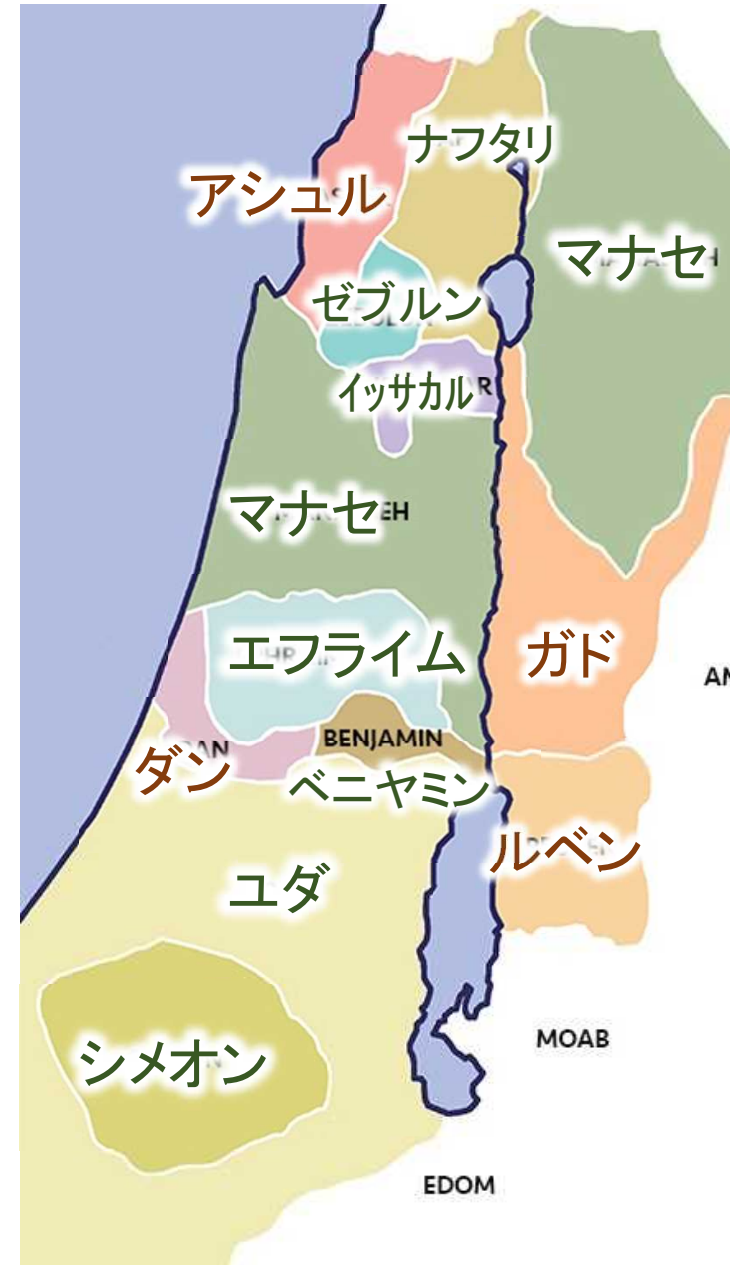 ナフタリ
アシュル
マナセ
ゼブルン
イッサカル
マナセ
エフライム
ガド
BENJAMIN
ダン
ベニヤミン
ルベン
ユダ
MOAB
シメオン
EDOM